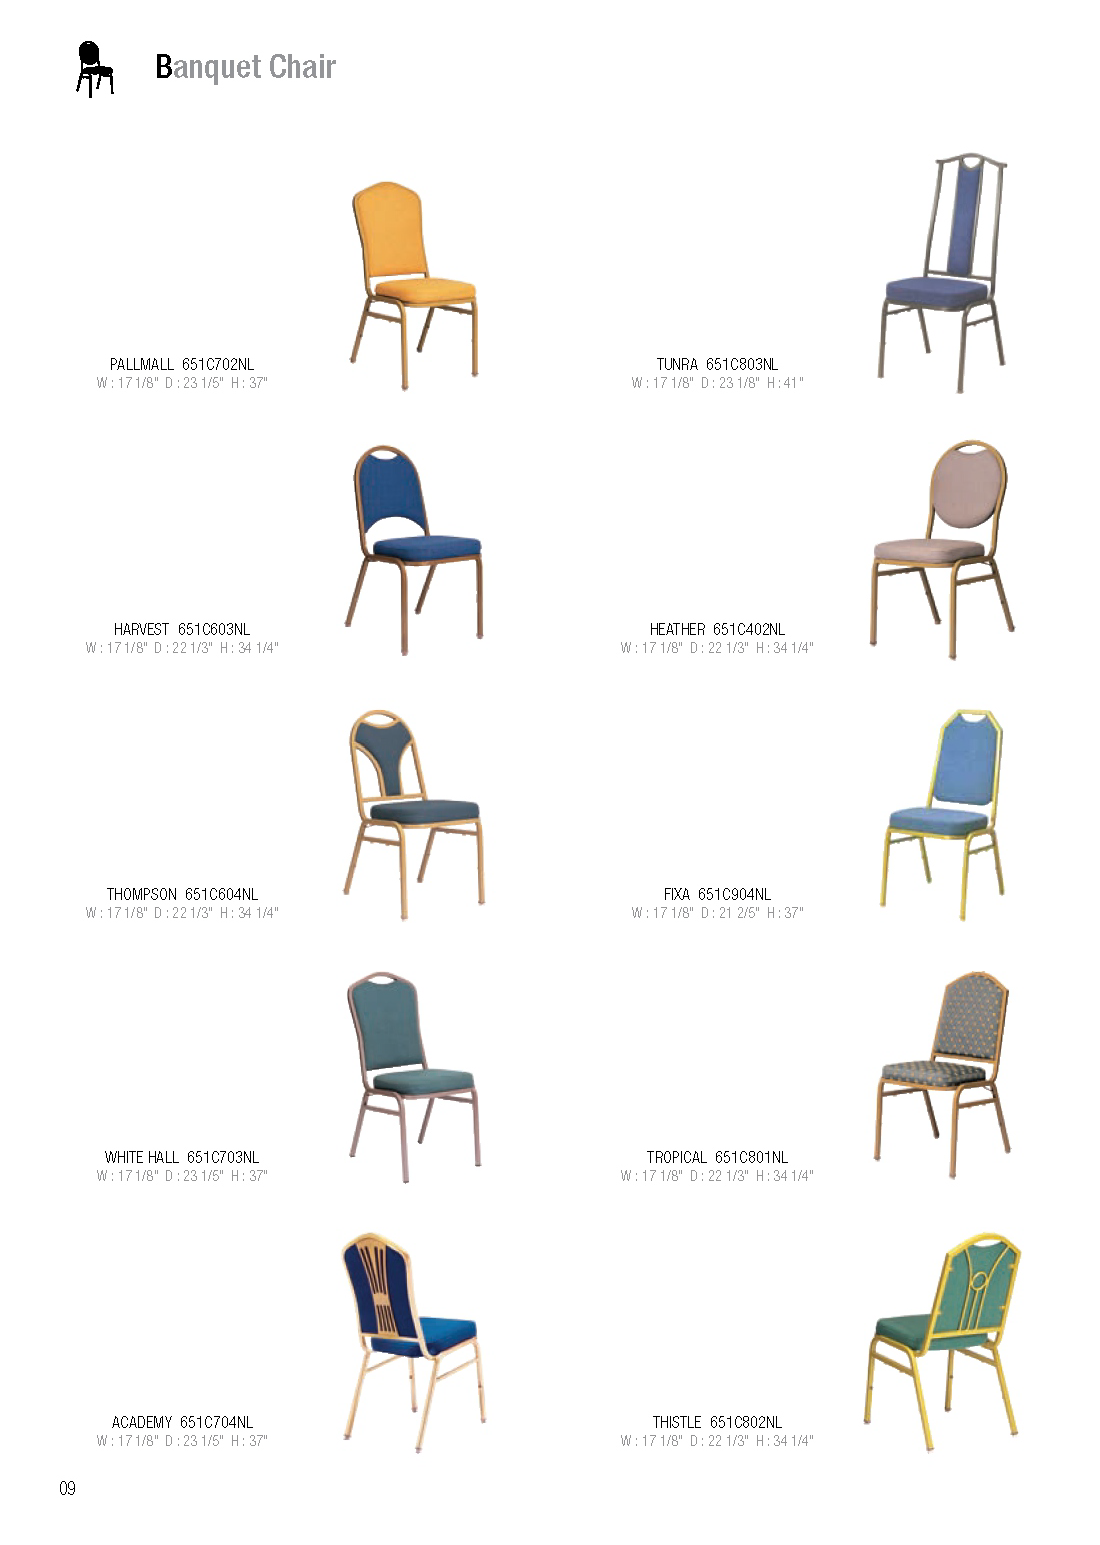 Banquet Chair
PALLMALL 651C702NL
W : 17 1/8" D : 23 1/5" H : 37"
TUNRA 651C803NL
W : 17 1/8" D : 23 1/8" H : 41"
HARVEST 651C603NL
W : 17 1/8" D : 22 1/3" H : 34 1/4"
HEATHER 651C402NL
W : 17 1/8" D : 22 1/3" H : 34 1/4"
THOMPSON 651C604NL
W : 17 1/8" D : 22 1/3" H : 34 1/4"
FIXA 651C904NL
W : 17 1/8" D : 21 2/5" H : 37"
WHITE HALL 651C703NL
W : 17 1/8" D : 23 1/5" H : 37"
TROPICAL 651C801NL
W : 17 1/8" D : 22 1/3" H : 34 1/4"
ACADEMY 651C704NL
W : 17 1/8" D : 23 1/5" H : 37"
THISTLE 651C802NL
W : 17 1/8" D : 22 1/3" H : 34 1/4"
09